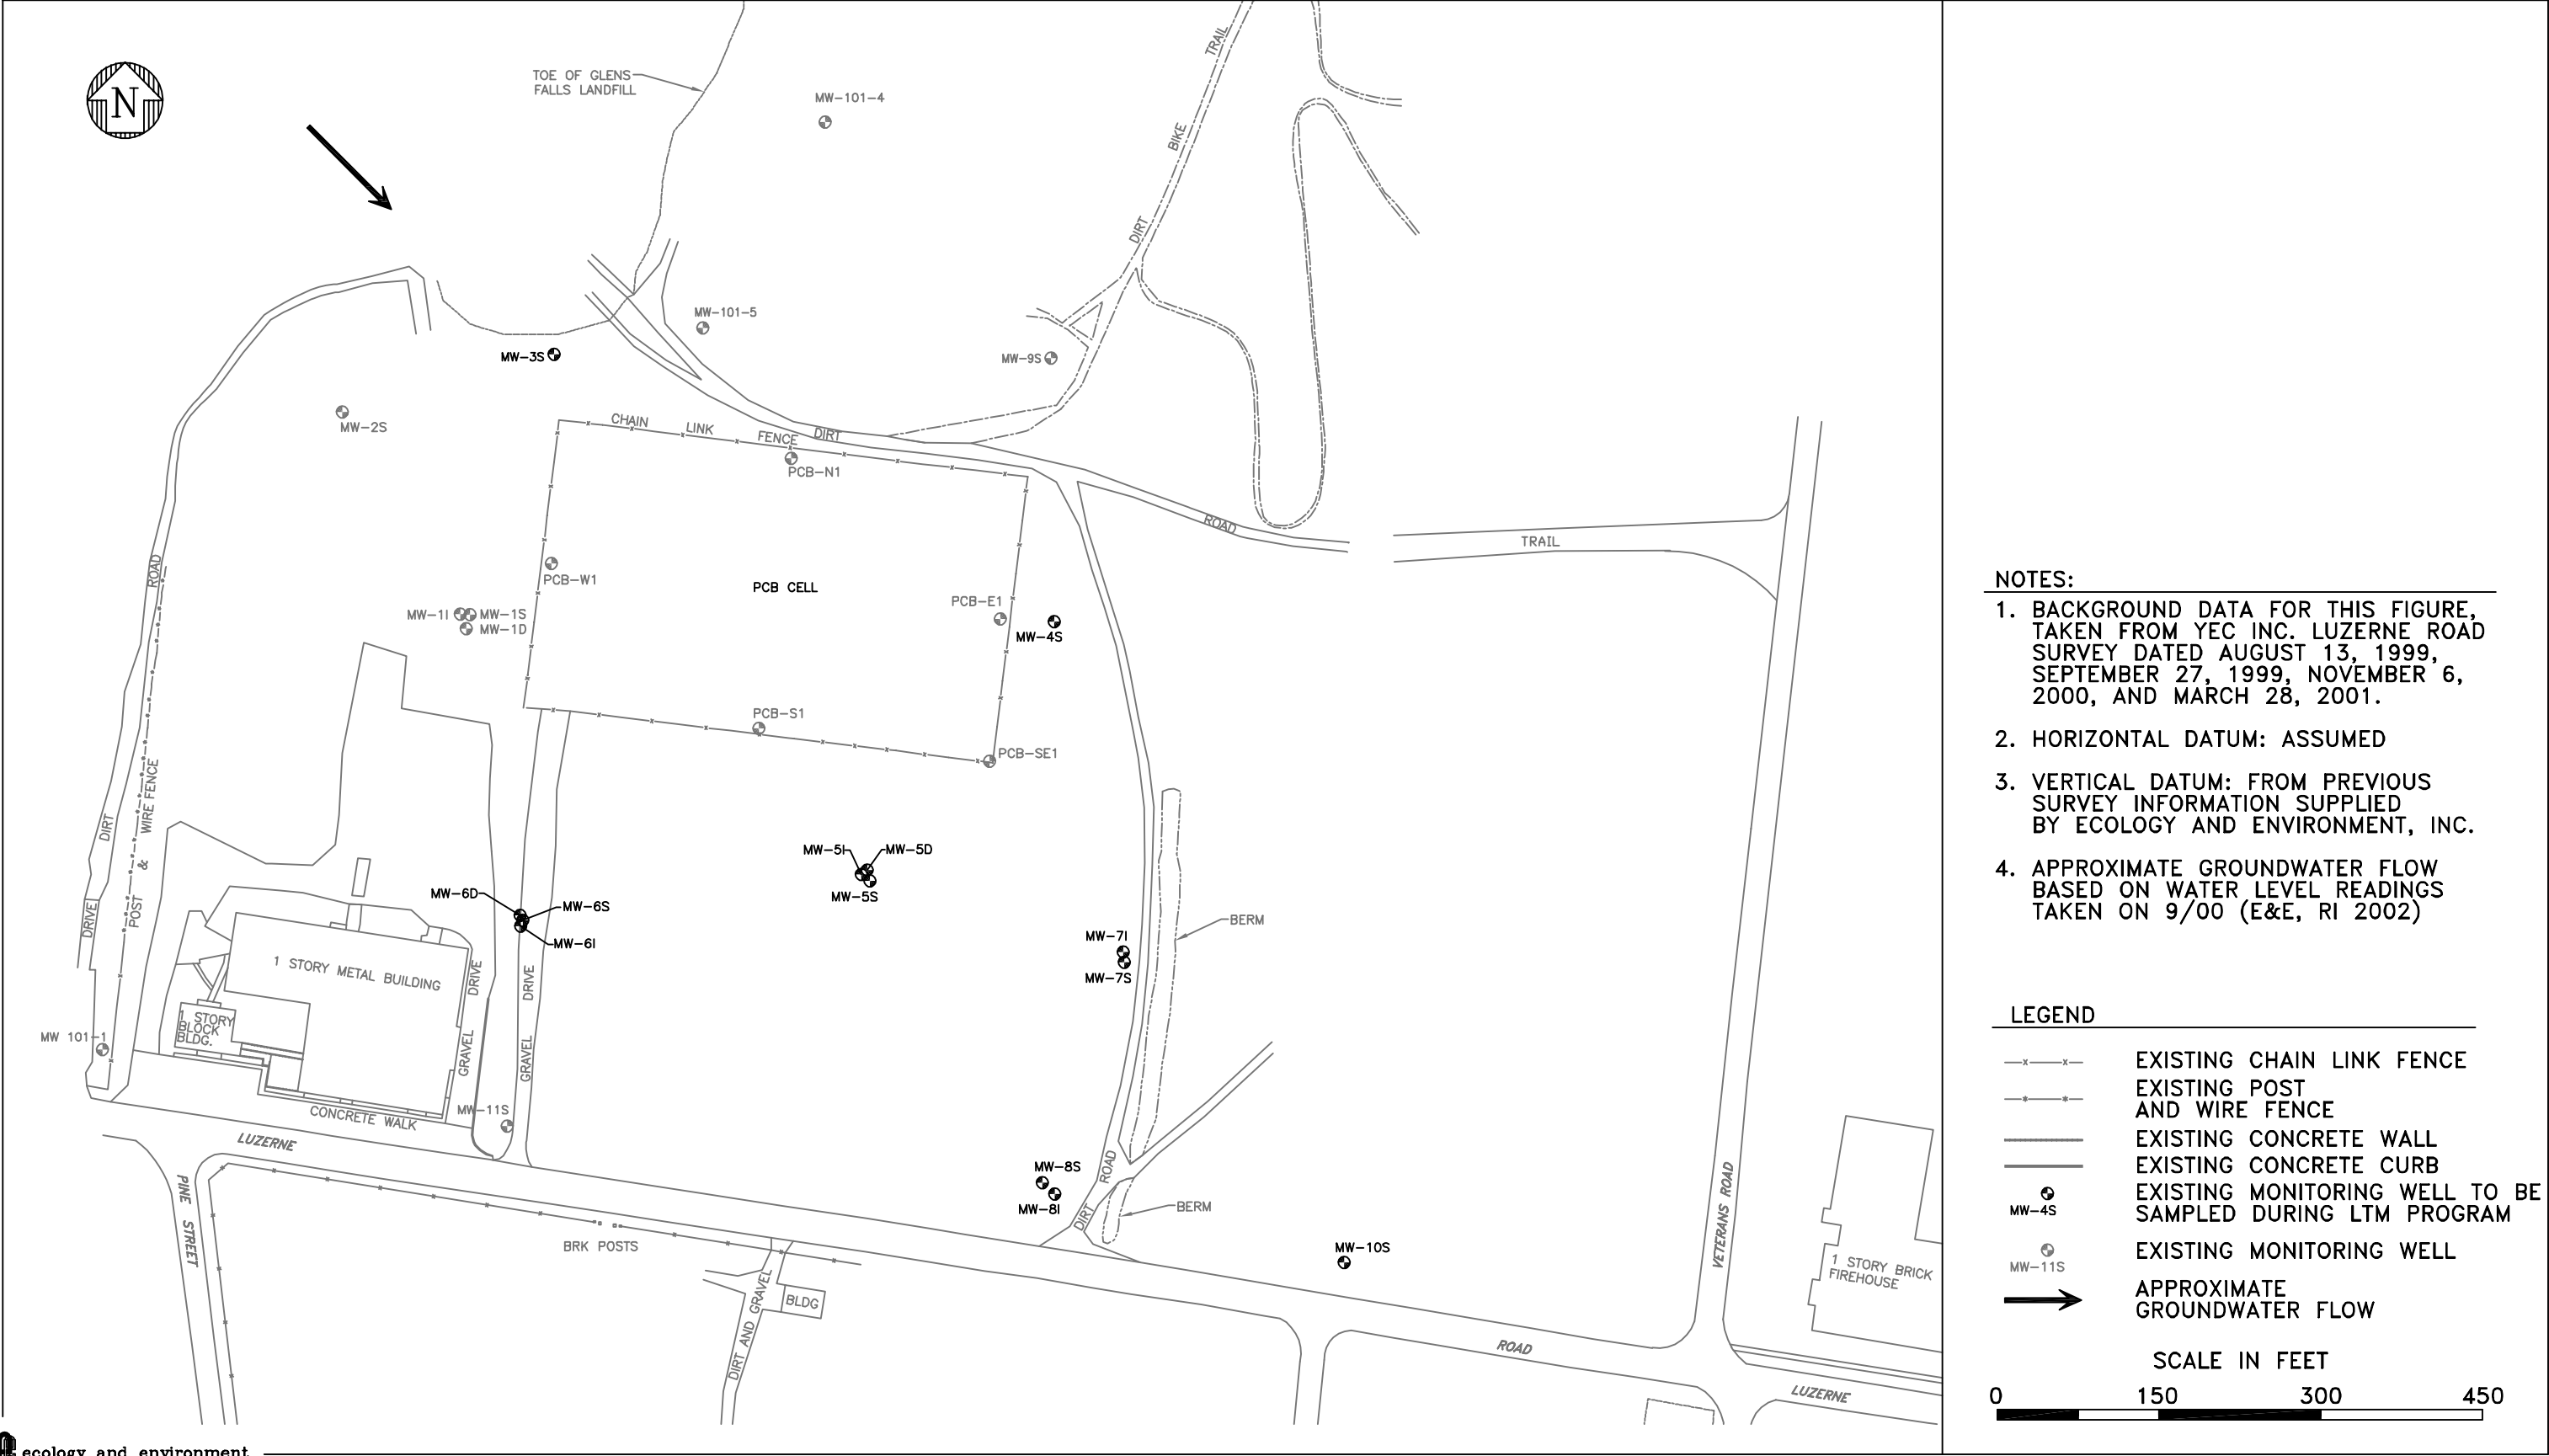 TRAIL
BIKE
DIRT
TOE OF GLENS
FALLS LANDFILL
MW-101-4
N
MW-101-5
MW-3S
MW-9S
MW-2S
CHAIN LINK FENCE
DIRT
PCB-N1
ROAD
TRAIL
ROAD
PCB-W1
PCB CELL
PCB-E1
MW-4S
MW-1I
MW-1S
MW-1D
PCB-S1
PCB-SE1
DIRT
DRIVE
POST & WIRE FENCE
MW-5I
MW-5D
MW-5S
MW-6D
MW-6S
MW-6I
BERM
MW-7I
MW-7S
1 STORY METAL BUILDING
DRIVE
GRAVEL
DRIVE
GRAVEL
1 STORY
BLOCK
BLDG.
MW 101-1
CONCRETE WALK
MW-11S
LUZERNE
PINE STREET
BRK POSTS
MW-8S
MW-8I
ROAD
DIRT
BERM
MW-10S
VETERANS ROAD
1 STORY BRICK
FIREHOUSE
BLDG
DIRT AND GRAVEL
ROAD
LUZERNE
NOTES:
1. BACKGROUND DATA FOR THIS FIGURE,
TAKEN FROM YEC INC. LUZERNE ROAD
SURVEY DATED AUGUST 13, 1999,
SEPTEMBER 27, 1999, NOVEMBER 6,
2000, AND MARCH 28, 2001.
2. HORIZONTAL DATUM: ASSUMED
3. VERTICAL DATUM: FROM PREVIOUS
SURVEY INFORMATION SUPPLIED
BY ECOLOGY AND ENVIRONMENT, INC.
4. APPROXIMATE GROUNDWATER FLOW
BASED ON WATER LEVEL READINGS
TAKEN ON 9/00 (E&E, RI 2002)
LEGEND
EXISTING CHAIN LINK FENCE
EXISTING POST
AND WIRE FENCE
EXISTING CONCRETE WALL
EXISTING CONCRETE CURB
MW-4S
EXISTING MONITORING WELL TO BE
SAMPLED DURING LTM PROGRAM
MW-11S
EXISTING MONITORING WELL
APPROXIMATE
GROUNDWATER FLOW
SCALE IN FEET
0 150 300 450
ecology and environment